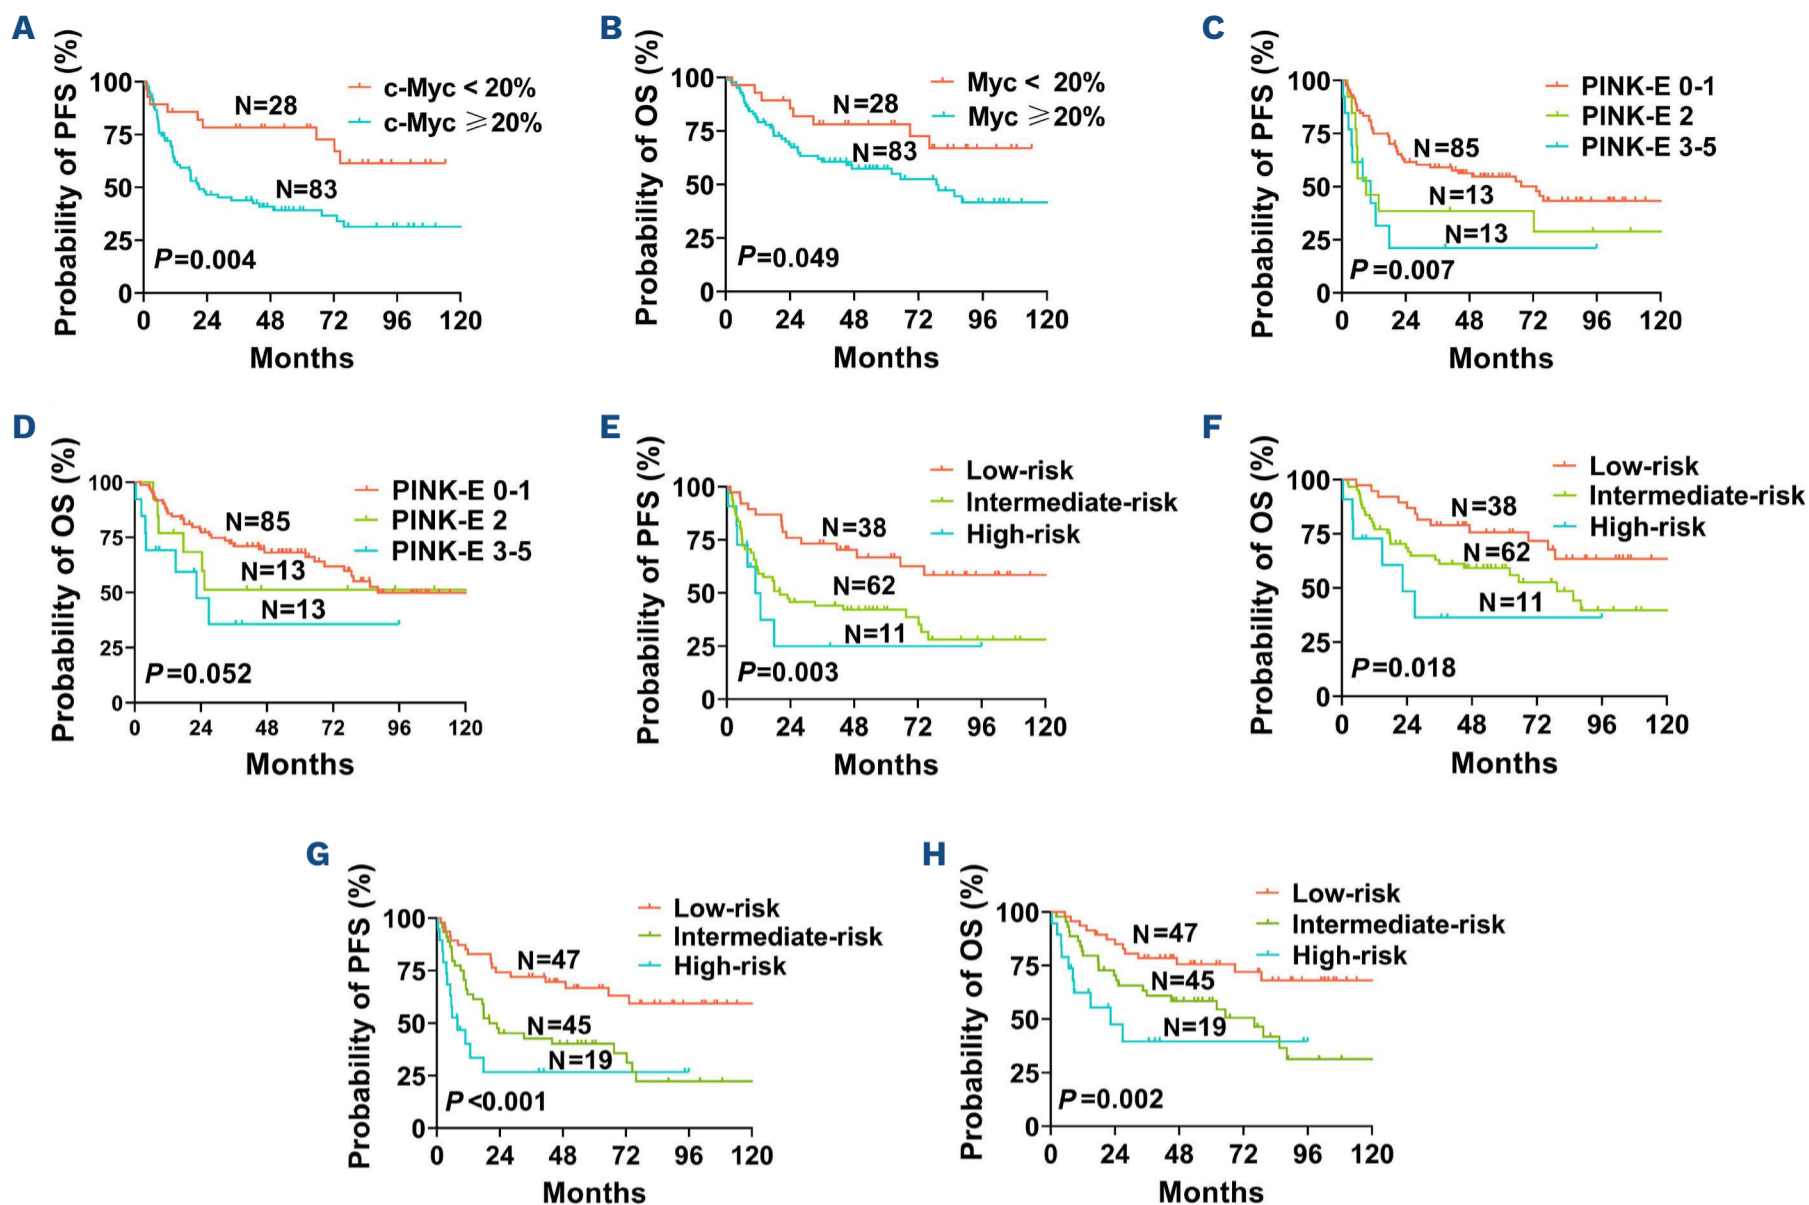 A
Probability of PFS (%)
100
75
50
25
0
0 24 48 72 96 120
Months
c-Myc < 20%
c-Myc ⩾20%
N=28
N=83
P=0.004
B
Probability of OS (%)
100
75
50
25
0
0 24 48 72 96 120
Months
Myc < 20%
Myc ⩾20%
N=28
N=83
P=0.049
C
Probability of PFS (%)
100
75
50
25
0
0 24 48 72 96 120
Months
PINK-E 0-1
PINK-E 2
PINK-E 3-5
N=85
N=13
N=13
P=0.007
D
Probability of OS (%)
100
75
50
25
0
0 24 48 72 96 120
Months
PINK-E 0-1
PINK-E 2
PINK-E 3-5
N=85
N=13
N=13
P=0.052
E
Probability of PFS (%)
100
75
50
25
0
0 24 48 72 96 120
Months
Low-risk
Intermediate-risk
High-risk
N=38
N=62
N=11
P=0.003
F
Probability of OS (%)
100
75
50
25
0
0 24 48 72 96 120
Months
Low-risk
Intermediate-risk
High-risk
N=38
N=62
N=11
P=0.018
G
Probability of PFS (%)
100
75
50
25
0
0 24 48 72 96 120
Months
Low-risk
Intermediate-risk
High-risk
N=47
N=45
N=19
P<0.001
H
Probability of OS (%)
100
75
50
25
0
0 24 48 72 96 120
Months
Low-risk
Intermediate-risk
High-risk
N=47
N=45
N=19
P=0.002